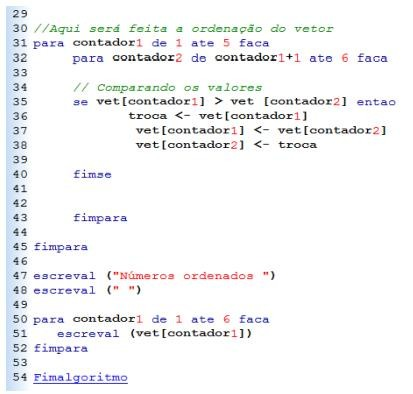 29
30 //Aqui será feita a ordenação do vetor
31 para contador1 de 1 ate 5 faca
32 para contador2 de contador1+1 ate 6 faca
33
34 // Comparando os valores
35 se vet[contador1] > vet [contador2] entao
36 troca <- vet[contador1]
37 vet[contador1] <- vet[contador2]
38 vet[contador2] <- troca
39
40 fimse
41
42
43 fimpara
44
45 fimpara
46
47 escreval ("Números ordenados ")
48 escreval (" ")
49
50 para contador1 de 1 ate 6 faca
51 escreval (vet[contador1])
52 fimpara
53
54 Fimalgoritmo